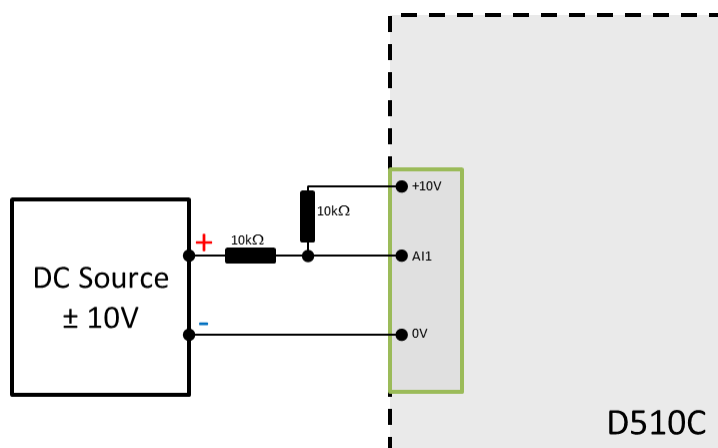 +10V
10kΩ
+
10kΩ
AI1
DC Source
± 10V
-
0V
D510C